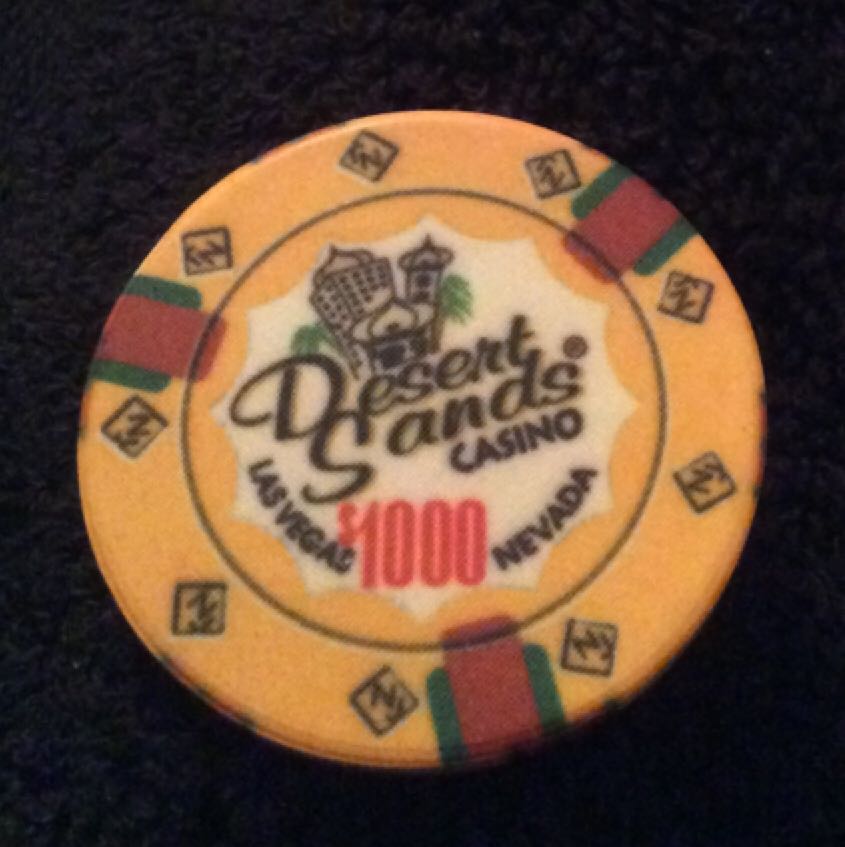 Desert
Sands®
CASINO
LAS VEGAS
$1000
NEVADA